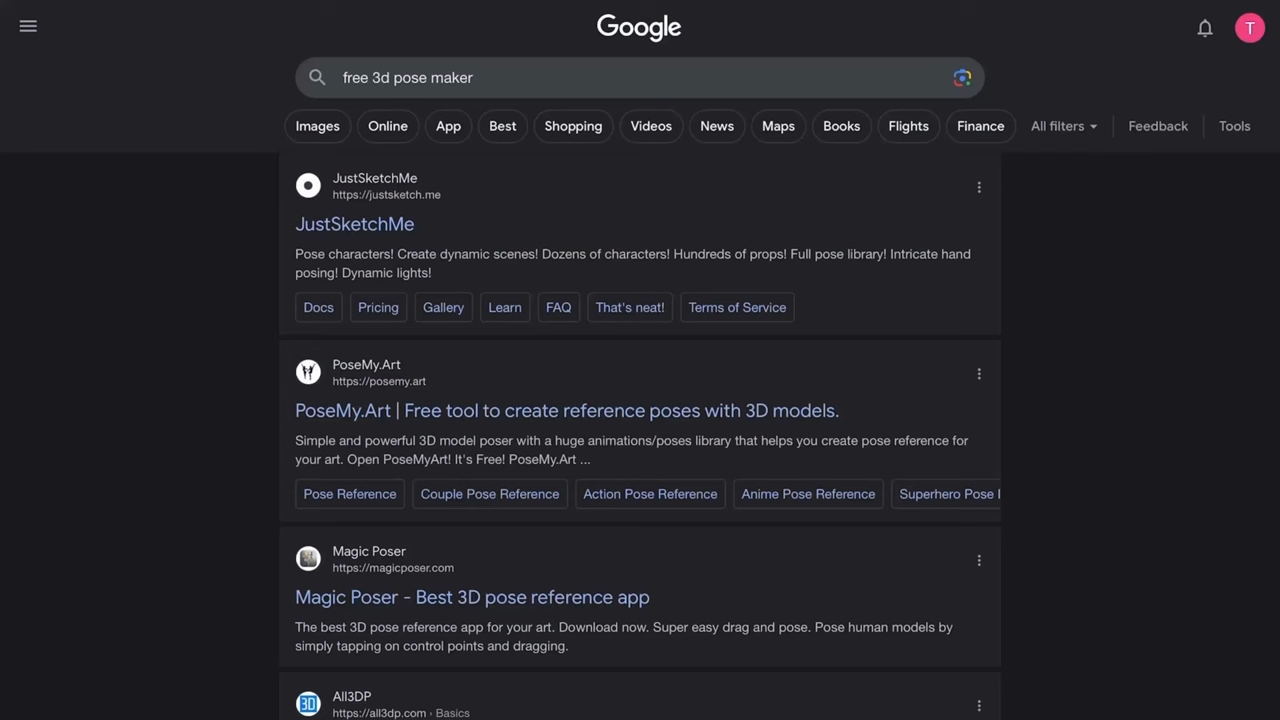 Google
T
free 3d pose maker
Images Online App Best Shopping Videos News Maps Books Flights Finance All filters Feedback Tools
JustSketchMe
https://justsketch.me
JustSketchMe
Pose characters! Create dynamic scenes! Dozens of characters! Hundreds of props! Full pose library! Intricate hand
posing! Dynamic lights!
Docs Pricing Gallery Learn FAQ That's neat! Terms of Service
PoseMy.Art
https://posemy.art
PoseMy.Art | Free tool to create reference poses with 3D models.
Simple and powerful 3D model poser with a huge animations/poses library that helps you create pose reference for
your art. Open PoseMyArt! It's Free! PoseMy.Art ...
Pose Reference Couple Pose Reference Action Pose Reference Anime Pose Reference Superhero Pose
Magic Poser
https://magicposer.com
Magic Poser - Best 3D pose reference app
The best 3D pose reference app for your art. Download now. Super easy drag and pose. Pose human models by
simply tapping on control points and dragging.
3D
All3DP
https://all3dp.com › Basics